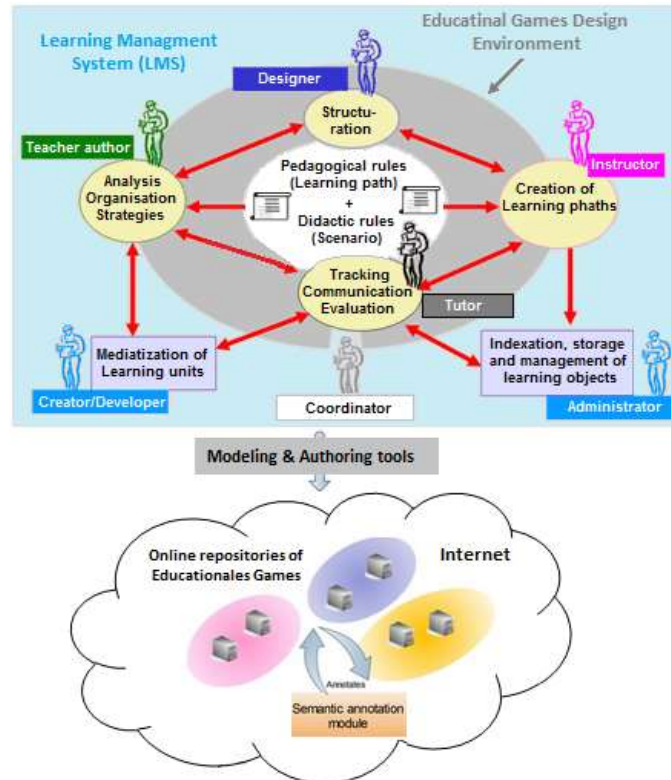 Learning Managment
System (LMS)
Educatinal Games Design
Environment
Designer
Structu-
ration
Teacher author
Instructor
Analysis
Organisation
Strategies
Pedagogical rules
(Learning path)
+
Didactic rules
(Scenario)
Creation of
Learning phaths
Tracking
Communication
Evaluation
Tutor
Mediatization of
Learning units
Indexation, storage
and management of
learning objects
Creator/Developer
Coordinator
Administrator
Modeling & Authoring tools
Online repositories of
Educationales Games
Internet
Annotates
Semantic annotation
module